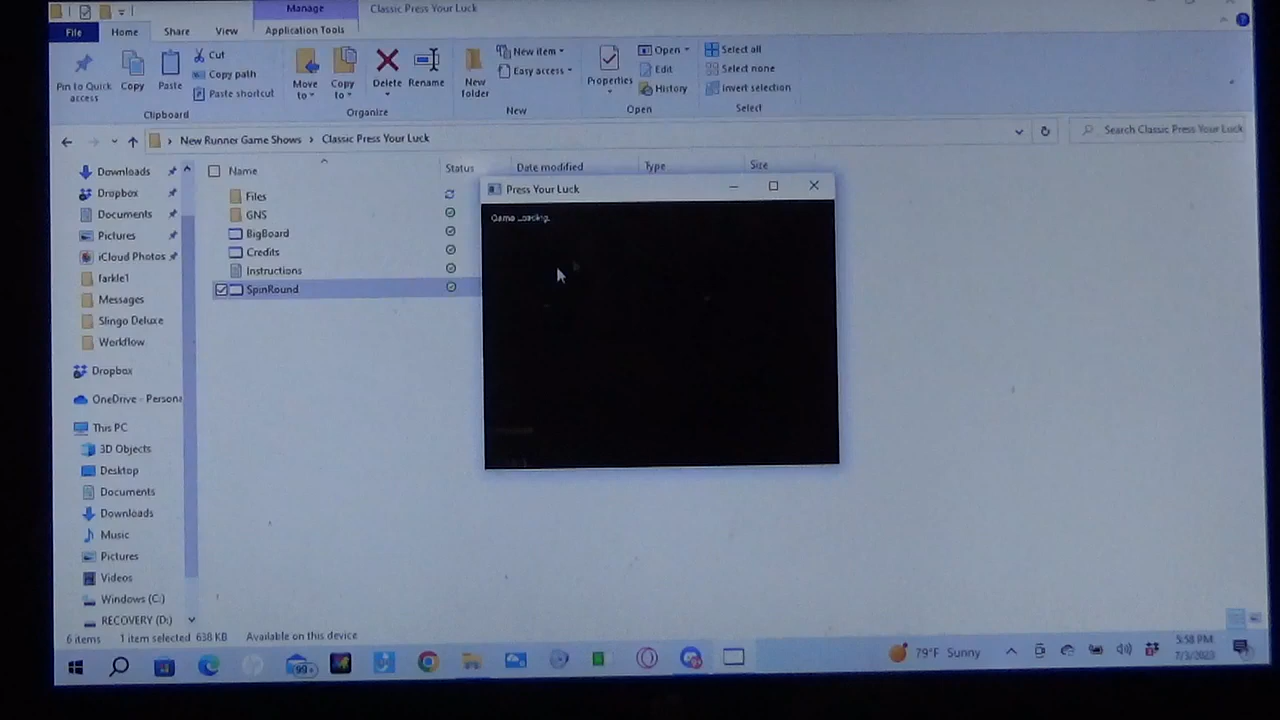 Manage
Classic Press Your Luck
File
Home
Share
View
Application Tools
Pin to Quick access
Copy
Paste
Cut
Copy path
Paste shortcut
Clipboard
Move to
Copy to
Delete
Rename
Organize
New folder
New item
Easy access
New
Properties
Open
Edit
History
Open
Select all
Select none
Invert selection
Select
New Runner Game Shows > Classic Press Your Luck
Search Classic Press Your Luck
Name
Status
Date modified
Type
Size
Downloads
Dropbox
Documents
Pictures
iCloud Photos
farkle1
Messages
Slingo Deluxe
Workflow
Dropbox
OneDrive - Persona
This PC
3D Objects
Desktop
Documents
Downloads
Music
Pictures
Videos
Windows (C:)
RECOVERY (D:)
Files
GNS
BigBoard
Credits
Instructions
SpinRound
Press Your Luck
Game Loading.
6 items
1 item selected 638 KB
Available on this device
99+
79°F Sunny
5:58 PM
7/3/2023